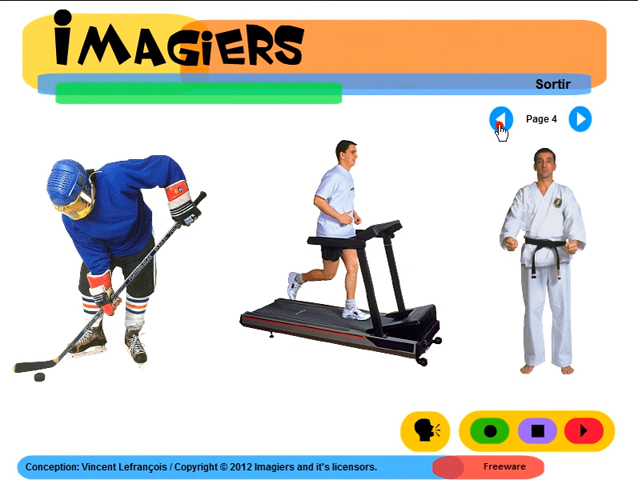 iMAGiERS
Sortir
Page 4
Conception: Vincent Lefrançois / Copyright © 2012 Imagiers and it's licensors.
Freeware